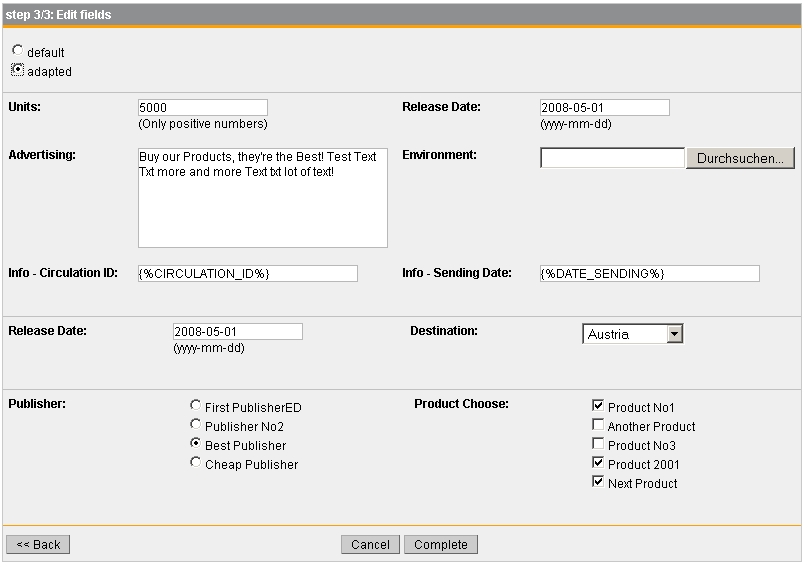 step 3/3: Edit fields
default
adapted
Units:
5000
(Only positive numbers)
Release Date:
2008-05-01
(yyyy-mm-dd)
Advertising:
Buy our Products, they're the Best! Test Text
Txt more and more Text txt lot of text!
Environment:
Durchsuchen...
Info - Circulation ID:
{%CIRCULATION_ID%}
Info - Sending Date:
{%DATE_SENDING%}
Release Date:
2008-05-01
(yyyy-mm-dd)
Destination:
Austria
Publisher:
First PublisherED
Publisher No2
Best Publisher
Cheap Publisher
Product Choose:
Product No1
Another Product
Product No3
Product 2001
Next Product
<< Back
Cancel
Complete